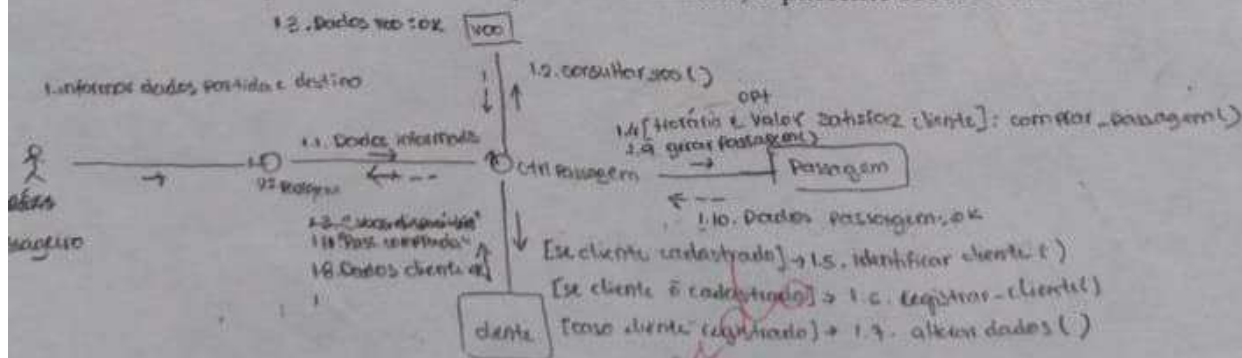 1.3. Dados voo: OK
voo
1.2. consultar_voo()
1. informar dados partida e destino
opt
1.4 [Horário e valor satisfaz cliente]: comprar_passagem()
1.1. Dados informados
1.9 gerar passagem()
Ctrl Passagem
Passagem
1.10. Dados passagem: OK
"Pass. comprada"
1.8. Dados cliente
[se cliente cadastrado] → 1.5. identificar cliente()
[se cliente ñ cadastrado] → 1.6. registrar_cliente()
cliente
[caso cliente registrado] → 1.7. alterar dados()